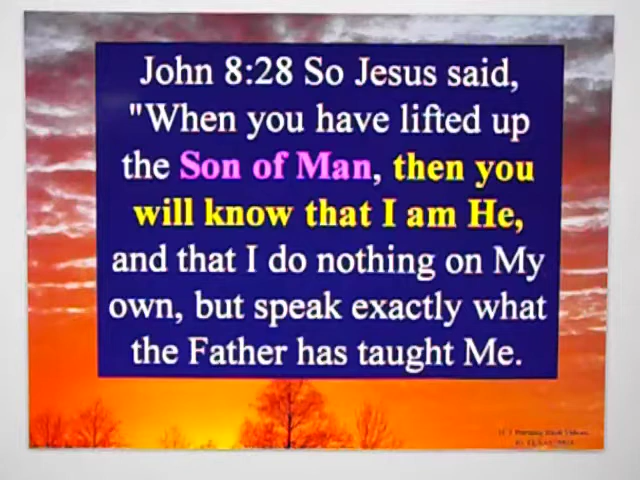 John 8:28 So Jesus said,
"When you have lifted up
the Son of Man, then you
will know that I am He,
and that I do nothing on My
own, but speak exactly what
the Father has taught Me.